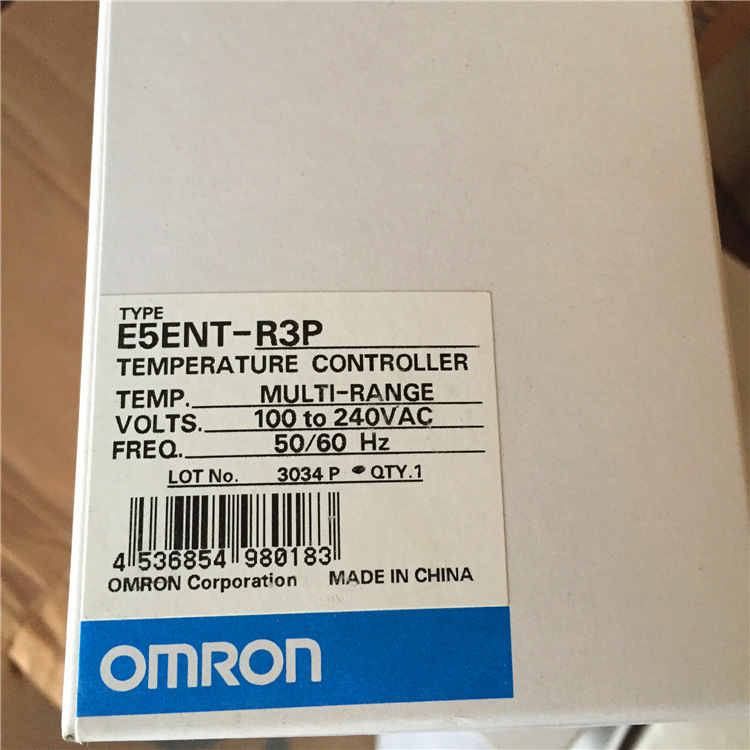 TYPE
E5ENT-R3P
TEMPERATURE CONTROLLER
TEMP. MULTI-RANGE
VOLTS. 100 to 240VAC
FREQ. 50/60 Hz
LOT No. 3034 P QTY.1
4 536854 980183
OMRON Corporation MADE IN CHINA
OMRON